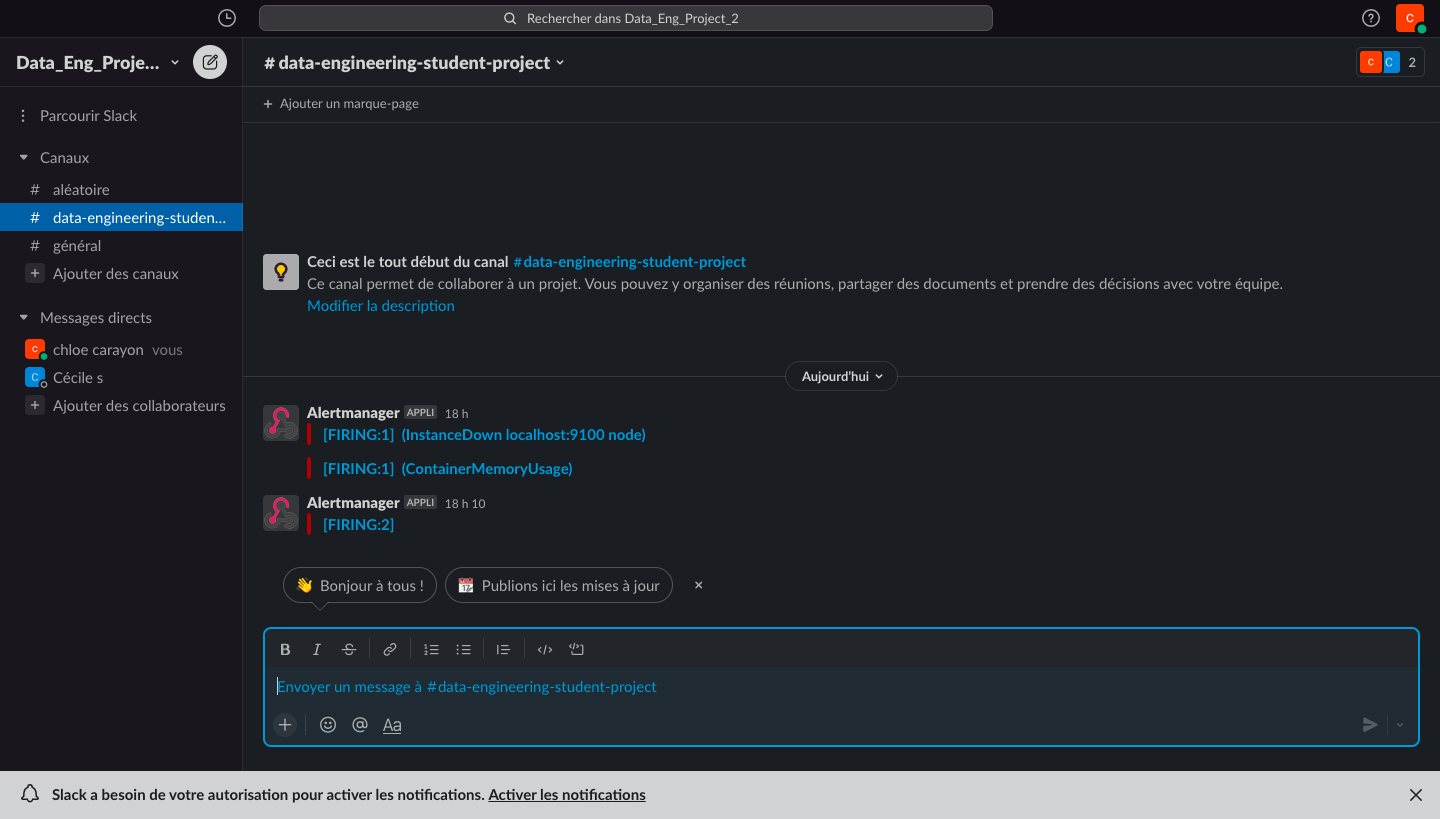 Rechercher dans Data_Eng_Project_2
C
Data_Eng_Proje...
# data-engineering-student-project
C C 2
+ Ajouter un marque-page
Parcourir Slack
Canaux
# aléatoire
# data-engineering-studen...
# général
+ Ajouter des canaux
Messages directs
C chloe carayon vous
C Cécile s
+ Ajouter des collaborateurs
Ceci est le tout début du canal #data-engineering-student-project
Ce canal permet de collaborer à un projet. Vous pouvez y organiser des réunions, partager des documents et prendre des décisions avec votre équipe.
Modifier la description
Aujourd'hui
Alertmanager APPLI 18 h
[FIRING:1] (InstanceDown localhost:9100 node)
[FIRING:1] (ContainerMemoryUsage)
Alertmanager APPLI 18 h 10
[FIRING:2]
👋 Bonjour à tous !
📆 Publions ici les mises à jour
B I S
Envoyer un message à #data-engineering-student-project
+ @ Aa
Slack a besoin de votre autorisation pour activer les notifications. Activer les notifications